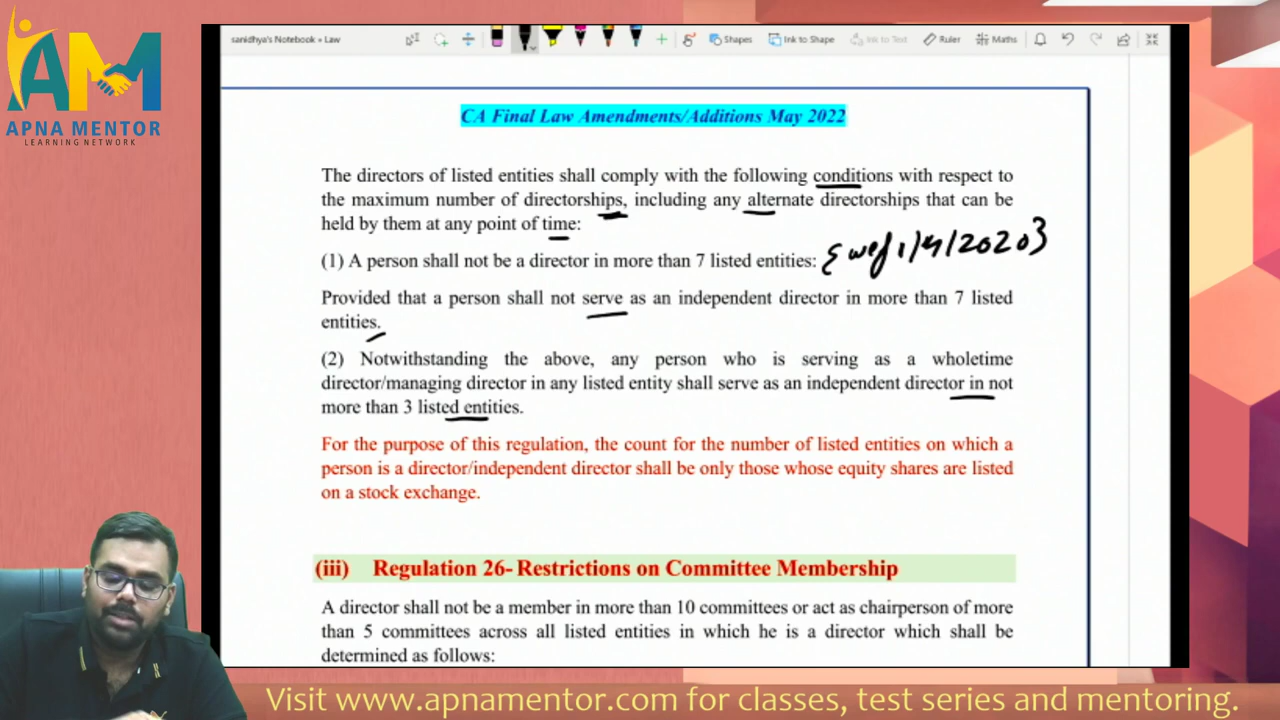 AM
APNA MENTOR
LEARNING NETWORK
sanidhya's Notebook » Law
Shapes
Ink to Shape
Ink to Text
Ruler
Maths
CA Final Law Amendments/Additions May 2022
The directors of listed entities shall comply with the following conditions with respect to
the maximum number of directorships, including any alternate directorships that can be
held by them at any point of time:
(1) A person shall not be a director in more than 7 listed entities: {wef 1/4/2020}
Provided that a person shall not serve as an independent director in more than 7 listed
entities.
(2) Notwithstanding the above, any person who is serving as a wholetime
director/managing director in any listed entity shall serve as an independent director in not
more than 3 listed entities.
For the purpose of this regulation, the count for the number of listed entities on which a
person is a director/independent director shall be only those whose equity shares are listed
on a stock exchange.
(iii) Regulation 26- Restrictions on Committee Membership
A director shall not be a member in more than 10 committees or act as chairperson of more
than 5 committees across all listed entities in which he is a director which shall be
determined as follows:
Visit www.apnamentor.com for classes, test series and mentoring.